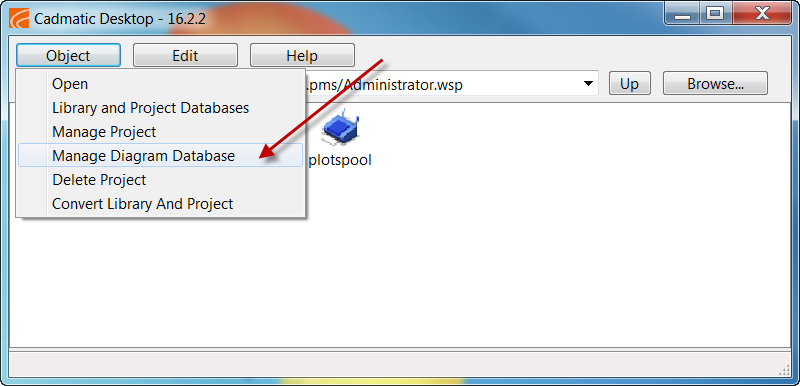 Cadmatic Desktop - 16.2.2
Object Edit Help
.pms/Administrator.wsp Up Browse...
Open
Library and Project Databases
Manage Project
Manage Diagram Database
plotspool
Delete Project
Convert Library And Project